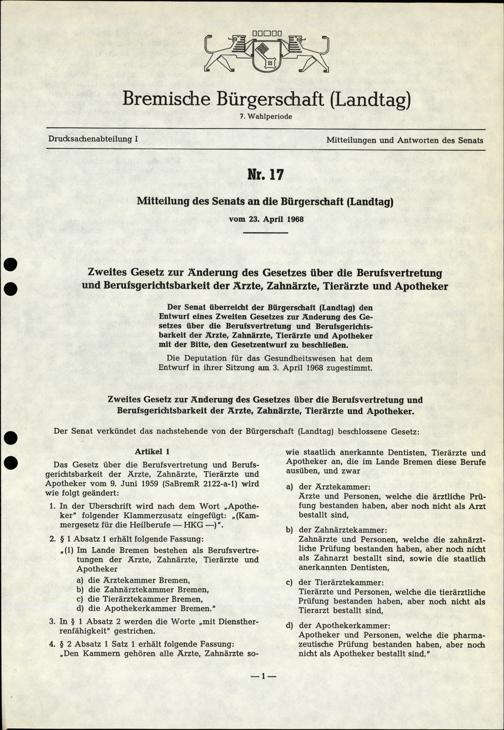 Bremische Bürgerschaft (Landtag)
7. Wahlperiode
Drucksachenabteilung I
Mitteilungen und Antworten des Senats
Nr. 17
Mitteilung des Senats an die Bürgerschaft (Landtag)
vom 23. April 1968
Zweites Gesetz zur Änderung des Gesetzes über die Berufsvertretung
und Berufsgerichtsbarkeit der Ärzte, Zahnärzte, Tierärzte und Apotheker
Der Senat überreicht der Bürgerschaft (Landtag) den
Entwurf eines Zweiten Gesetzes zur Änderung des Ge-
setzes über die Berufsvertretung und Berufsgerichts-
barkeit der Ärzte, Zahnärzte, Tierärzte und Apotheker
mit der Bitte, den Gesetzentwurf zu beschließen.
Die Deputation für das Gesundheitswesen hat dem
Entwurf in ihrer Sitzung am 3. April 1968 zugestimmt.
Zweites Gesetz zur Änderung des Gesetzes über die Berufsvertretung und
Berufsgerichtsbarkeit der Ärzte, Zahnärzte, Tierärzte und Apotheker.
Der Senat verkündet das nachstehende von der Bürgerschaft (Landtag) beschlossene Gesetz:
Artikel 1
Das Gesetz über die Berufsvertretung und Berufs-
gerichtsbarkeit der Ärzte, Zahnärzte, Tierärzte und
Apotheker vom 9. Juni 1959 (SaBremR 2122-a-1) wird
wie folgt geändert:
1. In der Überschrift wird nach dem Wort „Apothe-
ker" folgender Klammerzusatz eingefügt: „(Kam-
mergesetz für die Heilberufe — HKG —)".
2. § 1 Absatz 1 erhält folgende Fassung:
„(1) Im Lande Bremen bestehen als Berufsvertre-
tungen der Ärzte, Zahnärzte, Tierärzte und
Apotheker
a) die Ärztekammer Bremen,
b) die Zahnärztekammer Bremen,
c) die Tierärztekammer Bremen,
d) die Apothekerkammer Bremen."
3. In § 1 Absatz 2 werden die Worte „mit Diensther-
renfähigkeit" gestrichen.
4. § 2 Absatz 1 Satz 1 erhält folgende Fassung:
„Den Kammern gehören alle Ärzte, Zahnärzte so-
wie staatlich anerkannte Dentisten, Tierärzte und
Apotheker an, die im Lande Bremen diese Berufe
ausüben, und zwar
a) der Ärztekammer:
Ärzte und Personen, welche die ärztliche Prü-
fung bestanden haben, aber noch nicht als Arzt
bestallt sind,
b) der Zahnärztekammer:
Zahnärzte und Personen, welche die zahnärzt-
liche Prüfung bestanden haben, aber noch nicht
als Zahnarzt bestallt sind, sowie die staatlich
anerkannten Dentisten,
c) der Tierärztekammer:
Tierärzte und Personen, welche die tierärztliche
Prüfung bestanden haben, aber noch nicht als
Tierarzt bestallt sind,
d) der Apothekerkammer:
Apotheker und Personen, welche die pharma-
zeutische Prüfung bestanden haben, aber noch
nicht als Apotheker bestallt sind."
— 1 —